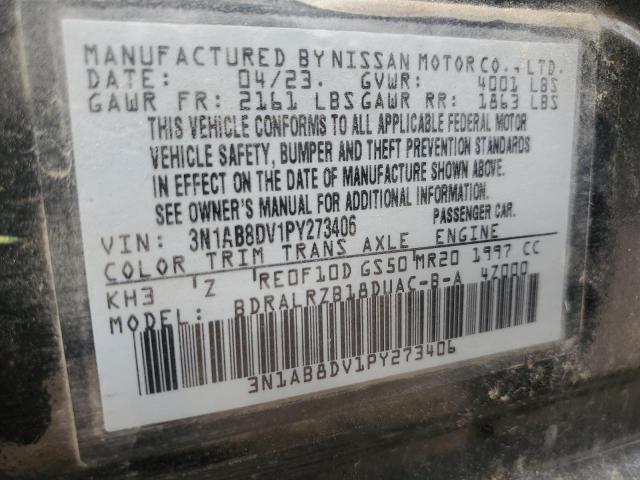 MANUFACTURED BY NISSAN MOTOR CO., LTD.
DATE: 04/23. GVWR: 4001 LBS
GAWR FR: 2161 LBS GAWR RR: 1863 LBS
THIS VEHICLE CONFORMS TO ALL APPLICABLE FEDERAL MOTOR
VEHICLE SAFETY, BUMPER AND THEFT PREVENTION STANDARDS
IN EFFECT ON THE DATE OF MANUFACTURE SHOWN ABOVE.
SEE OWNER'S MANUAL FOR ADDITIONAL INFORMATION.
VIN: 3N1AB8DV1PY273406 PASSENGER CAR.
COLOR TRIM TRANS AXLE ENGINE
KH3 Z RE0F10D GS50 MR20 1997 CC
MODEL: BDRALRZB18DUAC-B-A 4Z000
3N1AB8DV1PY273406